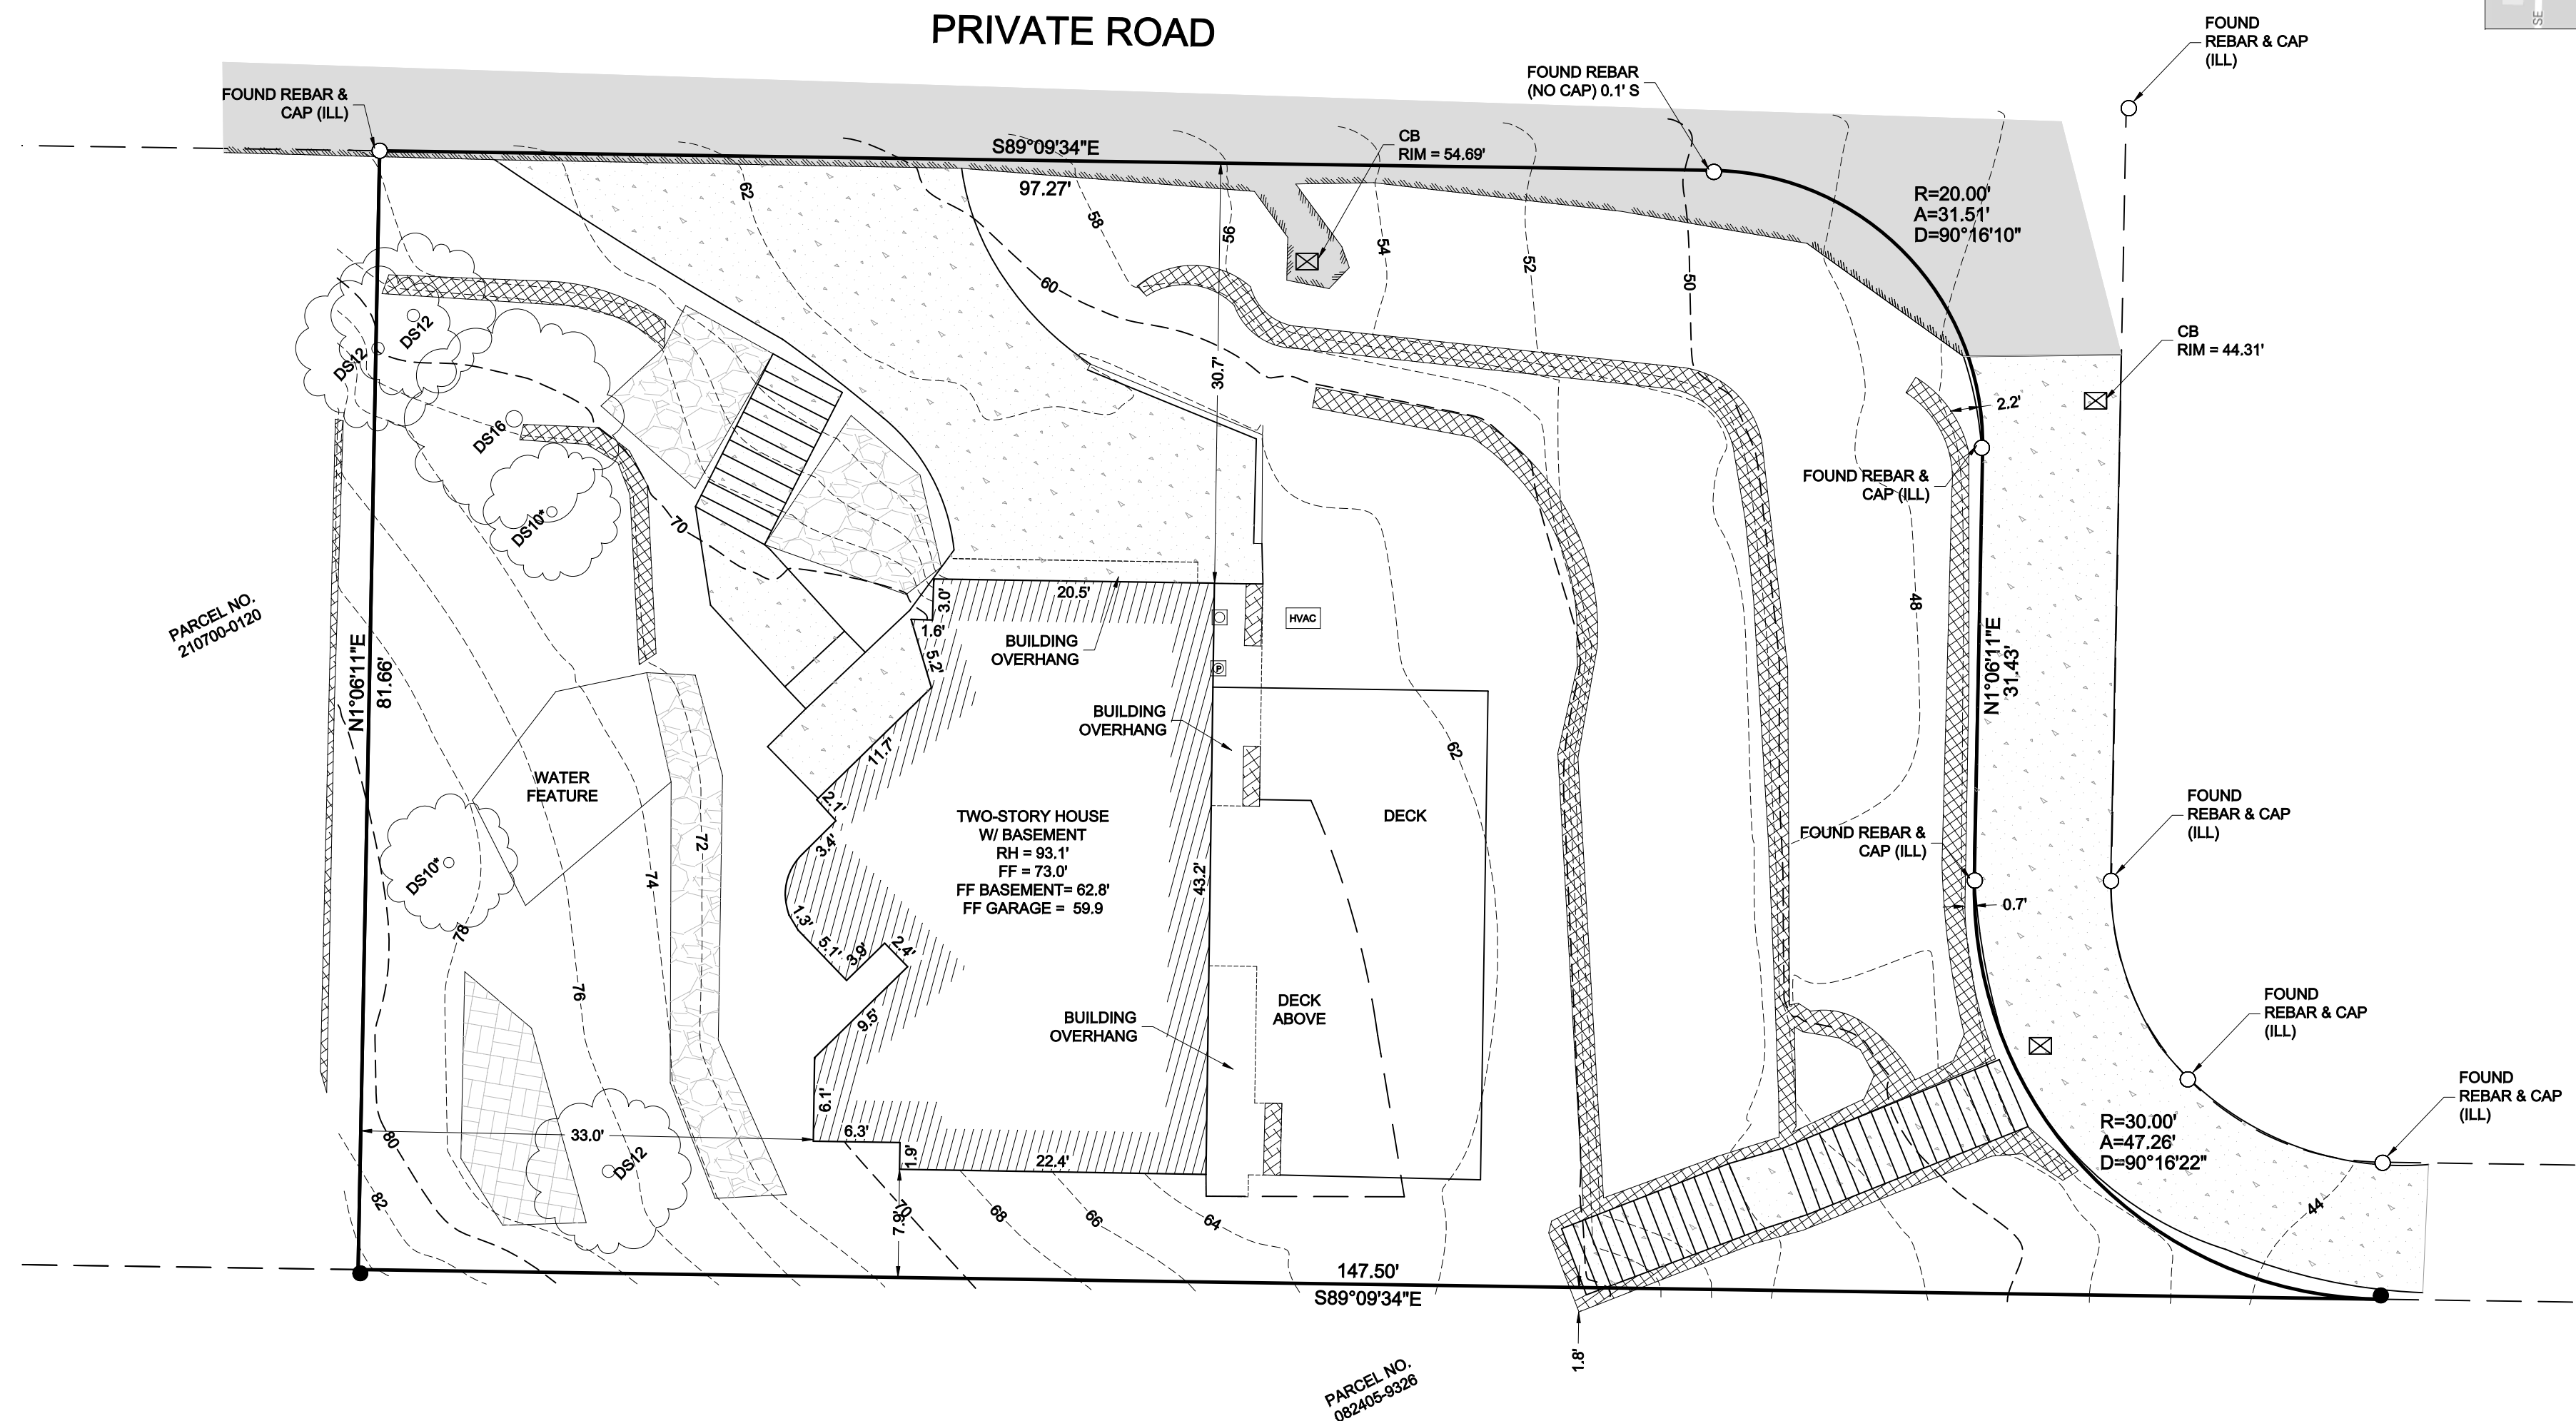 PRIVATE ROAD
SE
FOUND
REBAR & CAP
(ILL)
FOUND REBAR &
CAP (ILL)
FOUND REBAR
(NO CAP) 0.1' S
S89°09'34"E
97.27'
CB
RIM = 54.69'
R=20.00'
A=31.51'
D=90°16'10"
62
58
56
54
52
50
60
CB
RIM = 44.31'
DS12
DS12
DS16
DS10*
30.7'
2.2'
FOUND REBAR &
CAP (ILL)
70
20.5'
3.0'
1.6'
5.2'
BUILDING
OVERHANG
HVAC
P
48
PARCEL NO.
210700-0120
N1°06'11"E
81.66'
N1°06'11"E
31.43'
BUILDING
OVERHANG
11.7'
2.1'
3.4'
62
WATER
FEATURE
DECK
TWO-STORY HOUSE
W/ BASEMENT
RH = 93.1'
FF = 73.0'
FF BASEMENT= 62.8'
FF GARAGE = 59.9
43.2'
72
74
DS10*
78
76
FOUND REBAR &
CAP (ILL)
FOUND
REBAR & CAP
(ILL)
0.7'
1.3'
5.1'
3.9'
2.4'
9.5'
BUILDING
OVERHANG
DECK
ABOVE
FOUND
REBAR & CAP
(ILL)
FOUND
REBAR & CAP
(ILL)
6.1'
6.3'
1.9'
33.0'
22.4'
80
82
DS12
R=30.00'
A=47.26'
D=90°16'22"
7.9'
70
68
66
64
44
147.50'
S89°09'34"E
1.8'
PARCEL NO.
082405-9326